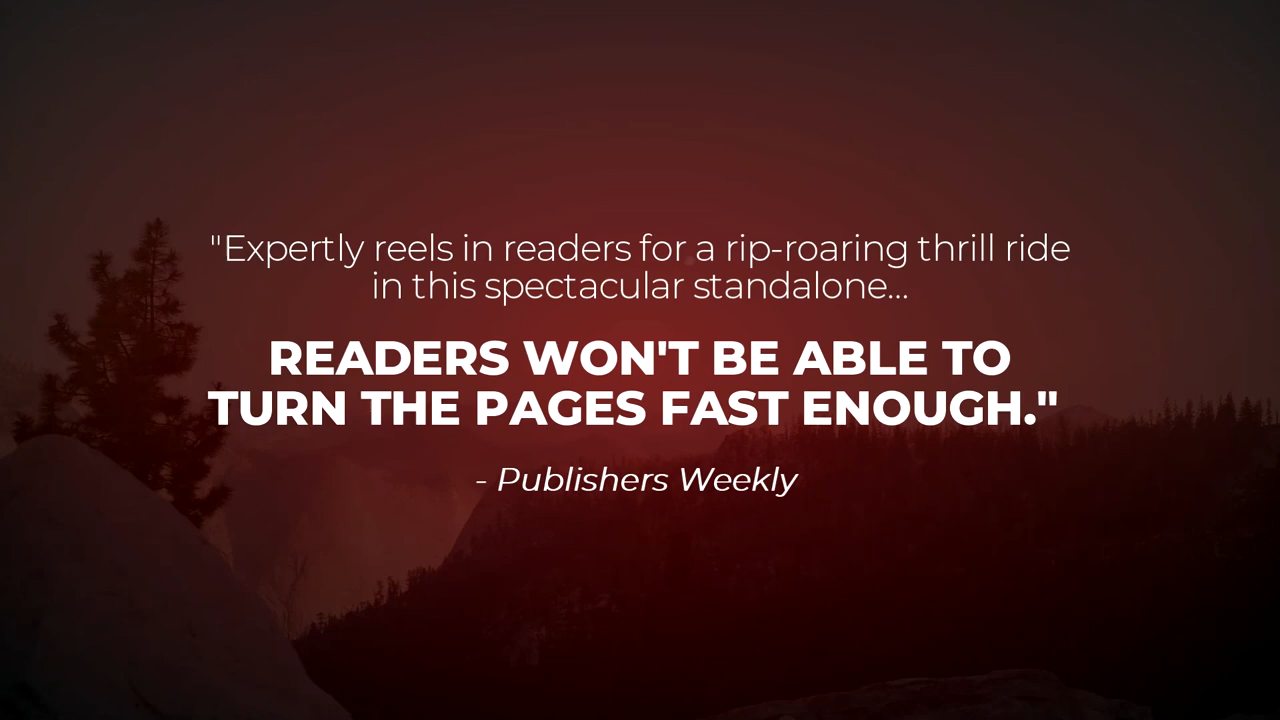 "Expertly reels in readers for a rip-roaring thrill ride
in this spectacular standalone...
READERS WON'T BE ABLE TO
TURN THE PAGES FAST ENOUGH."
- Publishers Weekly